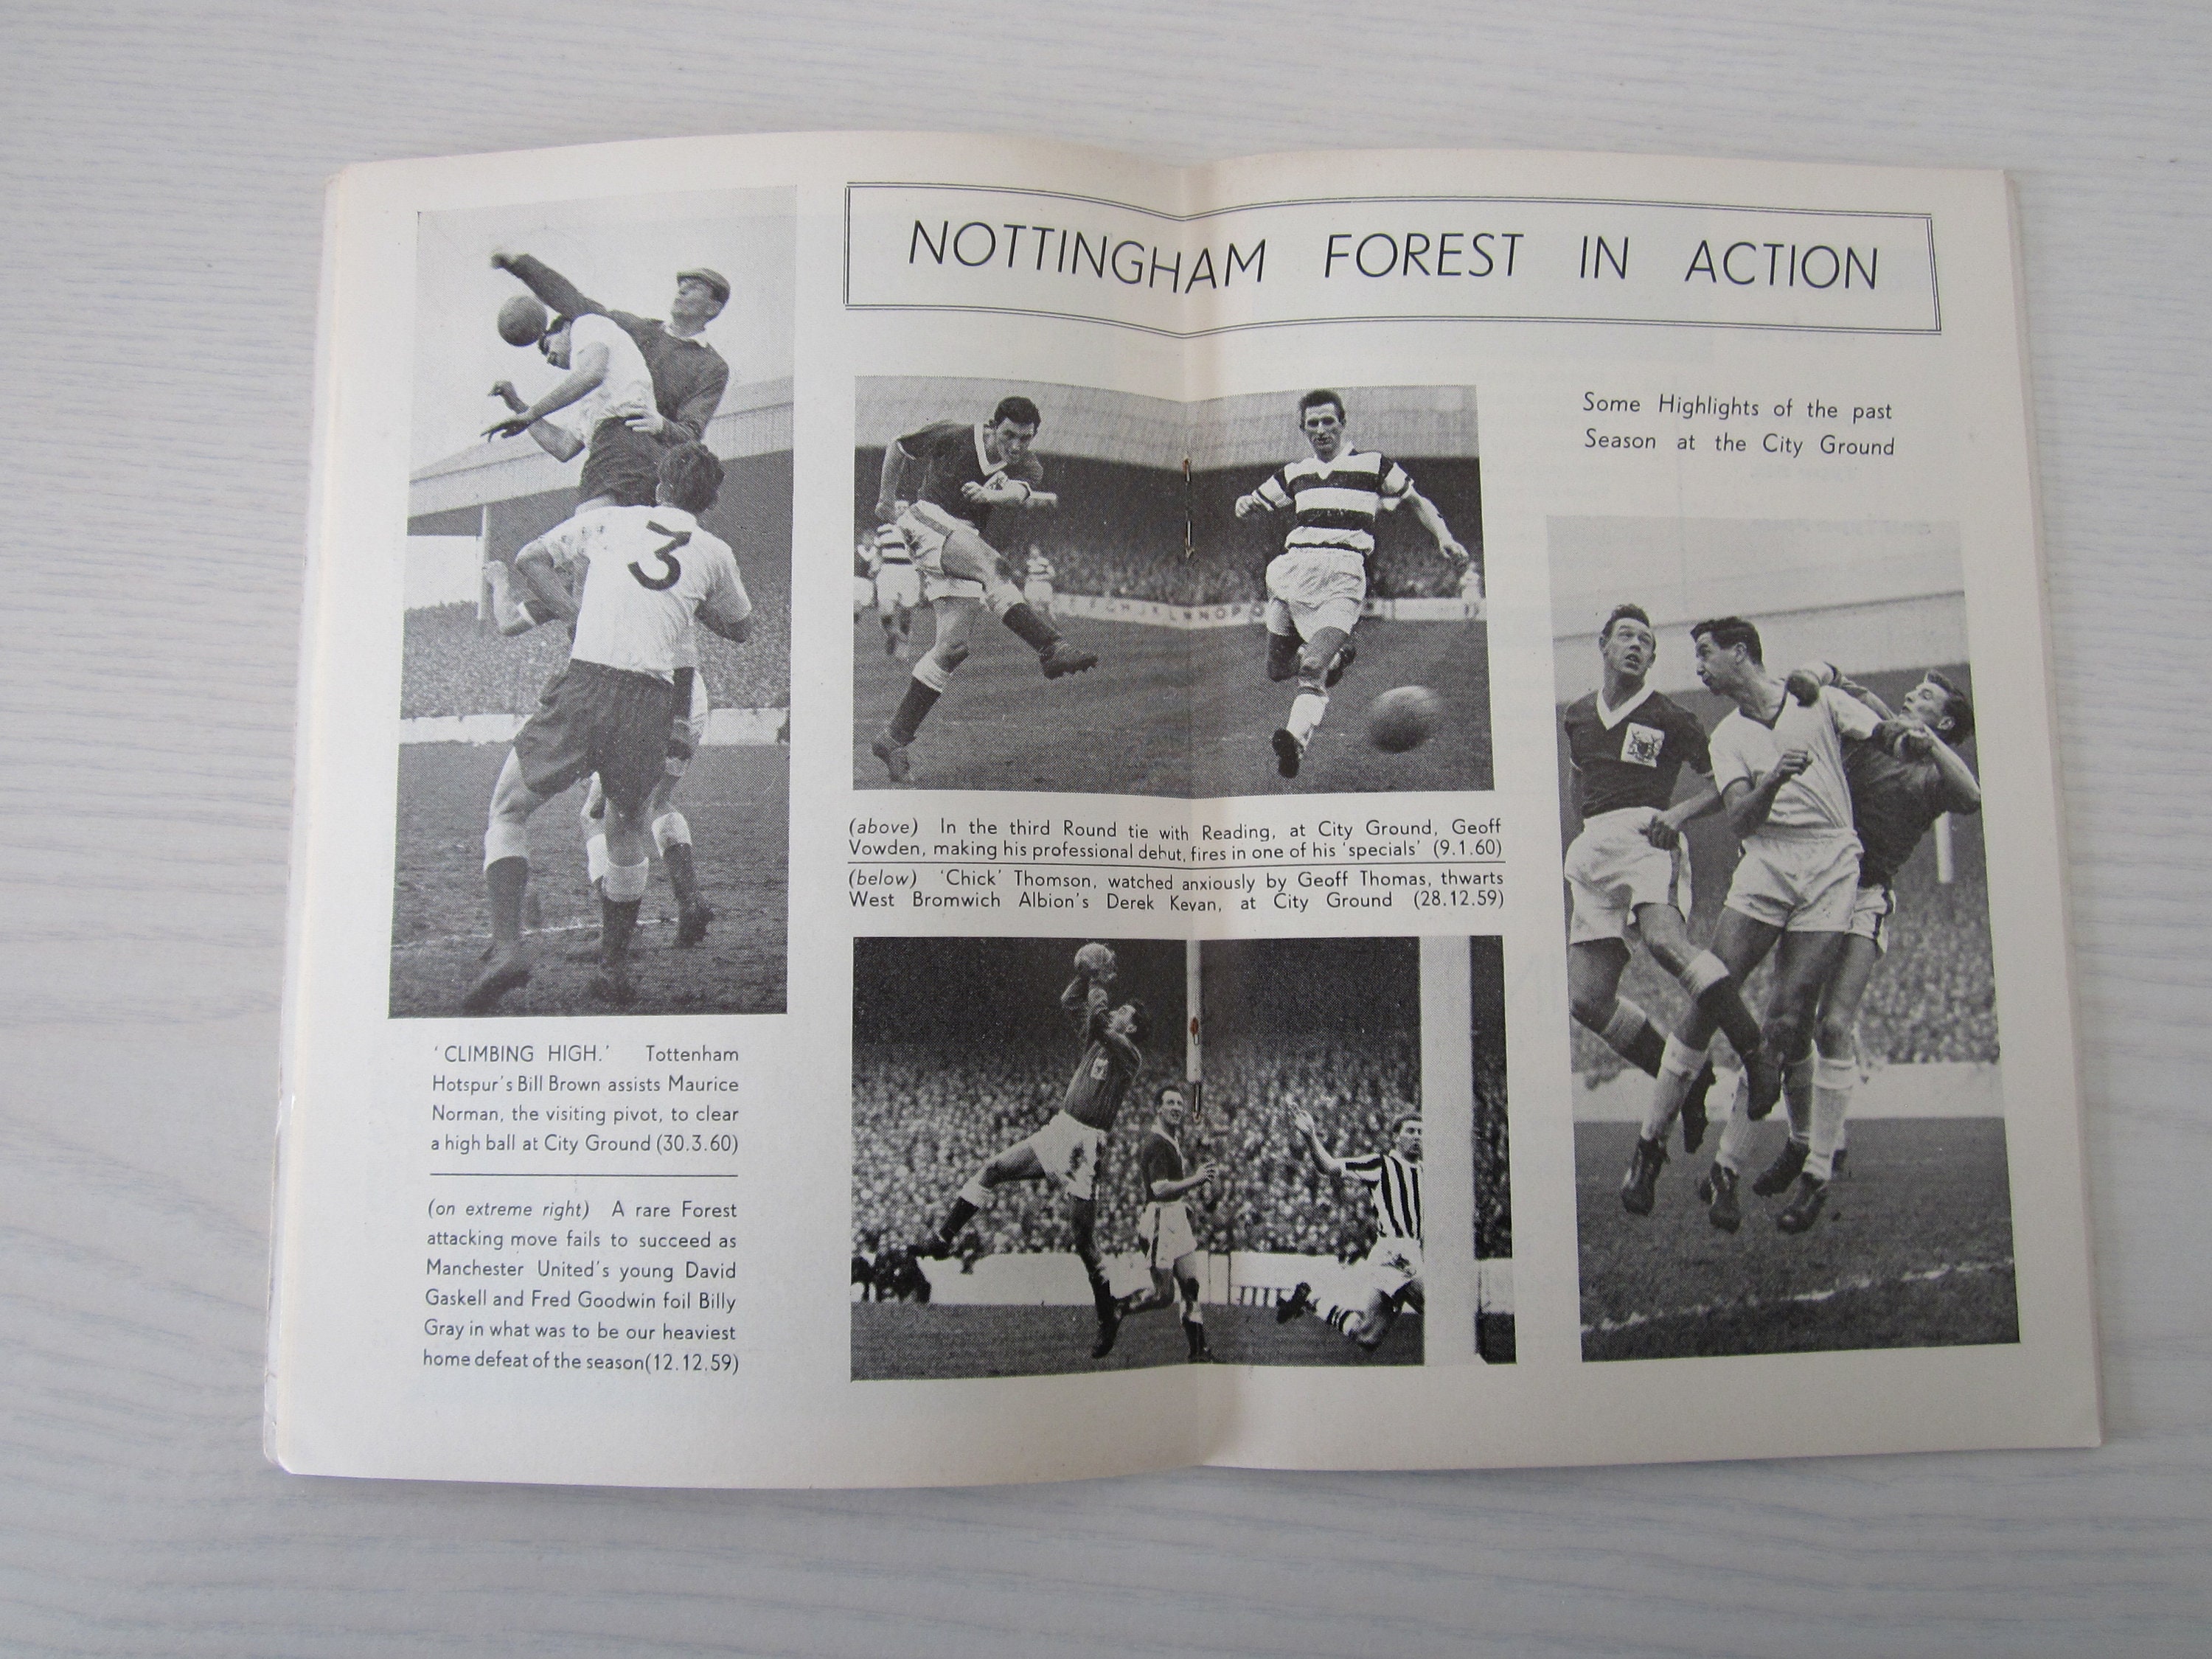 NOTTINGHAM FOREST IN ACTION
Some Highlights of the past
Season at the City Ground
3
(above) In the third Round tie with Reading, at City Ground, Geoff
Vowden, making his professional debut, fires in one of his 'specials' (9.1.60)
(below) 'Chick' Thomson, watched anxiously by Geoff Thomas, thwarts
West Bromwich Albion's Derek Kevan, at City Ground (28.12.59)
'CLIMBING HIGH.' Tottenham
Hotspur's Bill Brown assists Maurice
Norman, the visiting pivot, to clear
a high ball at City Ground (30.3.60)
(on extreme right) A rare Forest
attacking move fails to succeed as
Manchester United's young David
Gaskell and Fred Goodwin foil Billy
Gray in what was to be our heaviest
home defeat of the season(12.12.59)